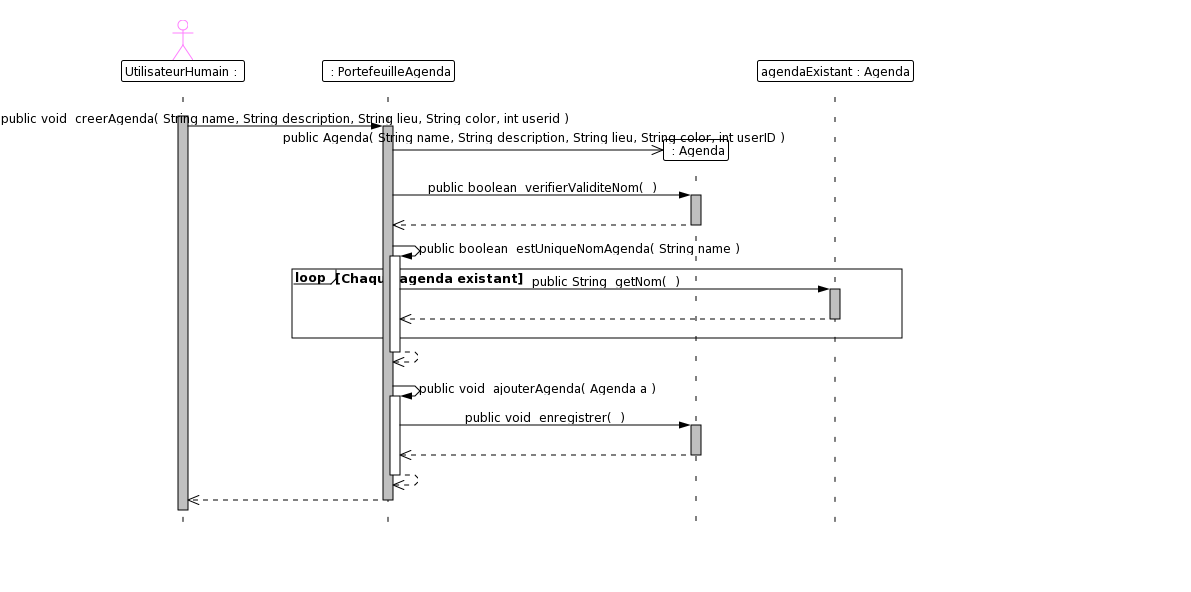 UtilisateurHumain :
: PortefeuilleAgenda
agendaExistant : Agenda
public void creerAgenda( String name, String description, String lieu, String color, int userid )
public Agenda( String name, String description, String lieu, String color, int userID )
: Agenda
public boolean verifierValiditeNom( )
public boolean estUniqueNomAgenda( String name )
loop [Chaque agenda existant]
public String getNom( )
public void ajouterAgenda( Agenda a )
public void enregistrer( )